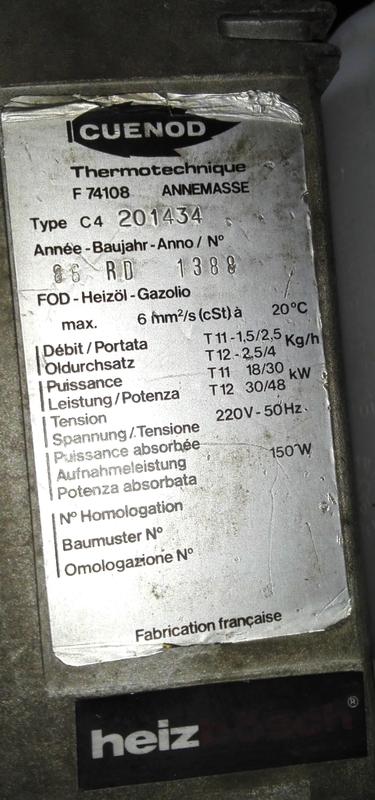 CUENOD
Thermotechnique
F 74108 ANNEMASSE
Type C4 201434
Année-Baujahr-Anno / N°
86 RD 1388
FOD-Heizöl-Gazolio
max. 6 mm²/s (cSt) à 20°C
Débit / Portata T11-1,5/2,5 Kg/h
Oldurchsatz T12-2,5/4
Puissance T11 18/30 kW
Leistung / Potenza T12 30/48
Tension 220V-50Hz.
Spannung / Tensione
Puissance absorbée 150 W
Aufnahmeleistung
Potenza absorbata
N° Homologation
Baumuster N°
Omologazione N°
Fabrication française
heizbösch®